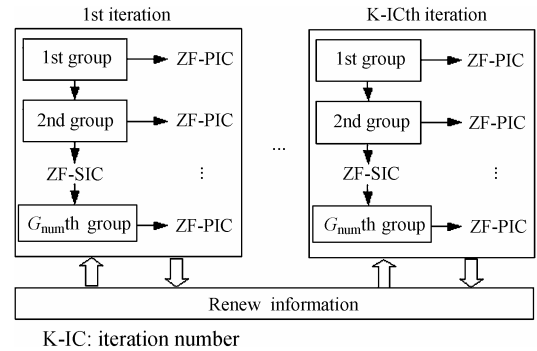 1st iteration
K-ICth iteration
1st group
ZF-PIC
1st group
ZF-PIC
2nd group
ZF-PIC
2nd group
ZF-PIC
...
ZF-SIC
⋮
ZF-SIC
⋮
Gnumth group
ZF-PIC
Gnumth group
ZF-PIC
Renew information
K-IC: iteration number